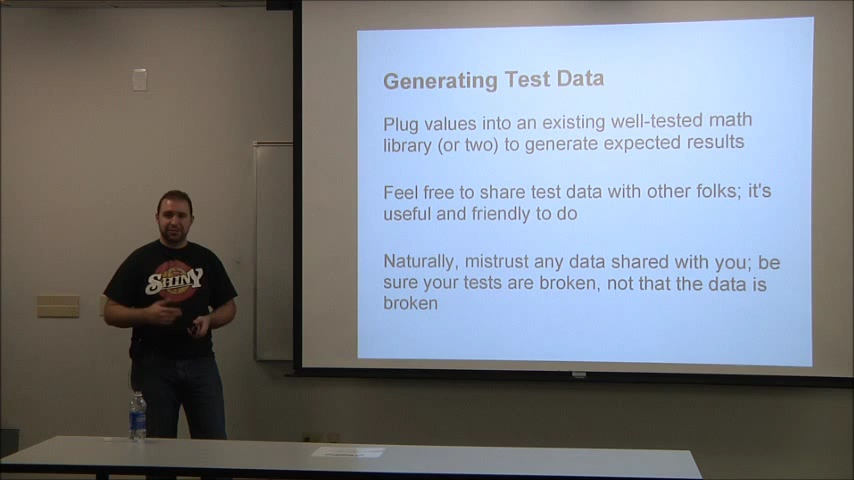 Generating Test Data
Plug values into an existing well-tested math
library (or two) to generate expected results
Feel free to share test data with other folks; it's
useful and friendly to do
Naturally, mistrust any data shared with you; be
sure your tests are broken, not that the data is
broken
SHINY